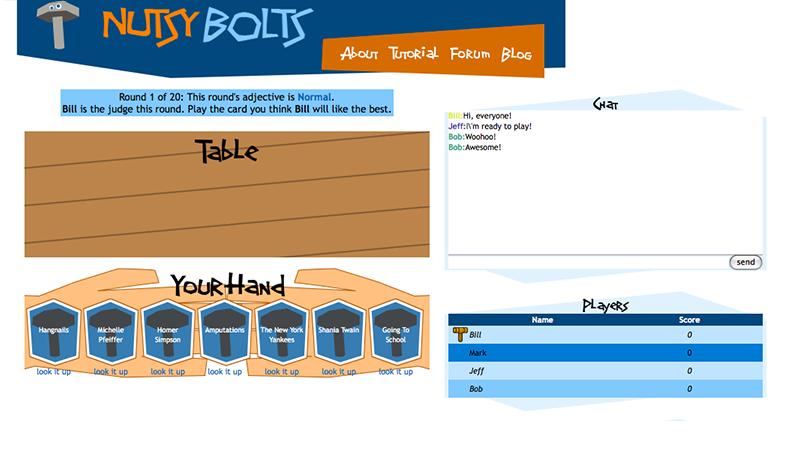 NUTSY BOLTS
About Tutorial Forum Blog
Round 1 of 20: This round's adjective is Normal.
Bill is the judge this round. Play the card you think Bill will like the best.
Table
Your Hand
Hangnails
Michelle
Pfeiffer
Homer
Simpson
Amputations
The New York
Yankees
Shania Twain
Going To
School
look it up look it up look it up look it up look it up look it up look it up
Chat
Bill:Hi, everyone!
Jeff:I\'m ready to play!
Bob:Woohoo!
Bob:Awesome!
send
Players
Name Score
Bill 0
Mark 0
Jeff 0
Bob 0